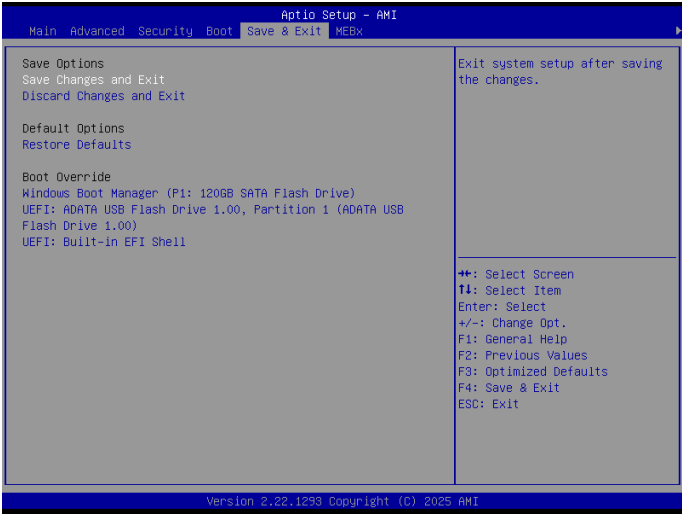 Aptio Setup - AMI
Main Advanced Security Boot Save & Exit MEBx
Save Options
Save Changes and Exit
Discard Changes and Exit
Default Options
Restore Defaults
Boot Override
Windows Boot Manager (P1: 120GB SATA Flash Drive)
UEFI: ADATA USB Flash Drive 1.00, Partition 1 (ADATA USB
Flash Drive 1.00)
UEFI: Built-in EFI Shell
Exit system setup after saving
the changes.
→←: Select Screen
↑↓: Select Item
Enter: Select
+/-: Change Opt.
F1: General Help
F2: Previous Values
F3: Optimized Defaults
F4: Save & Exit
ESC: Exit
Version 2.22.1293 Copyright (C) 2025 AMI